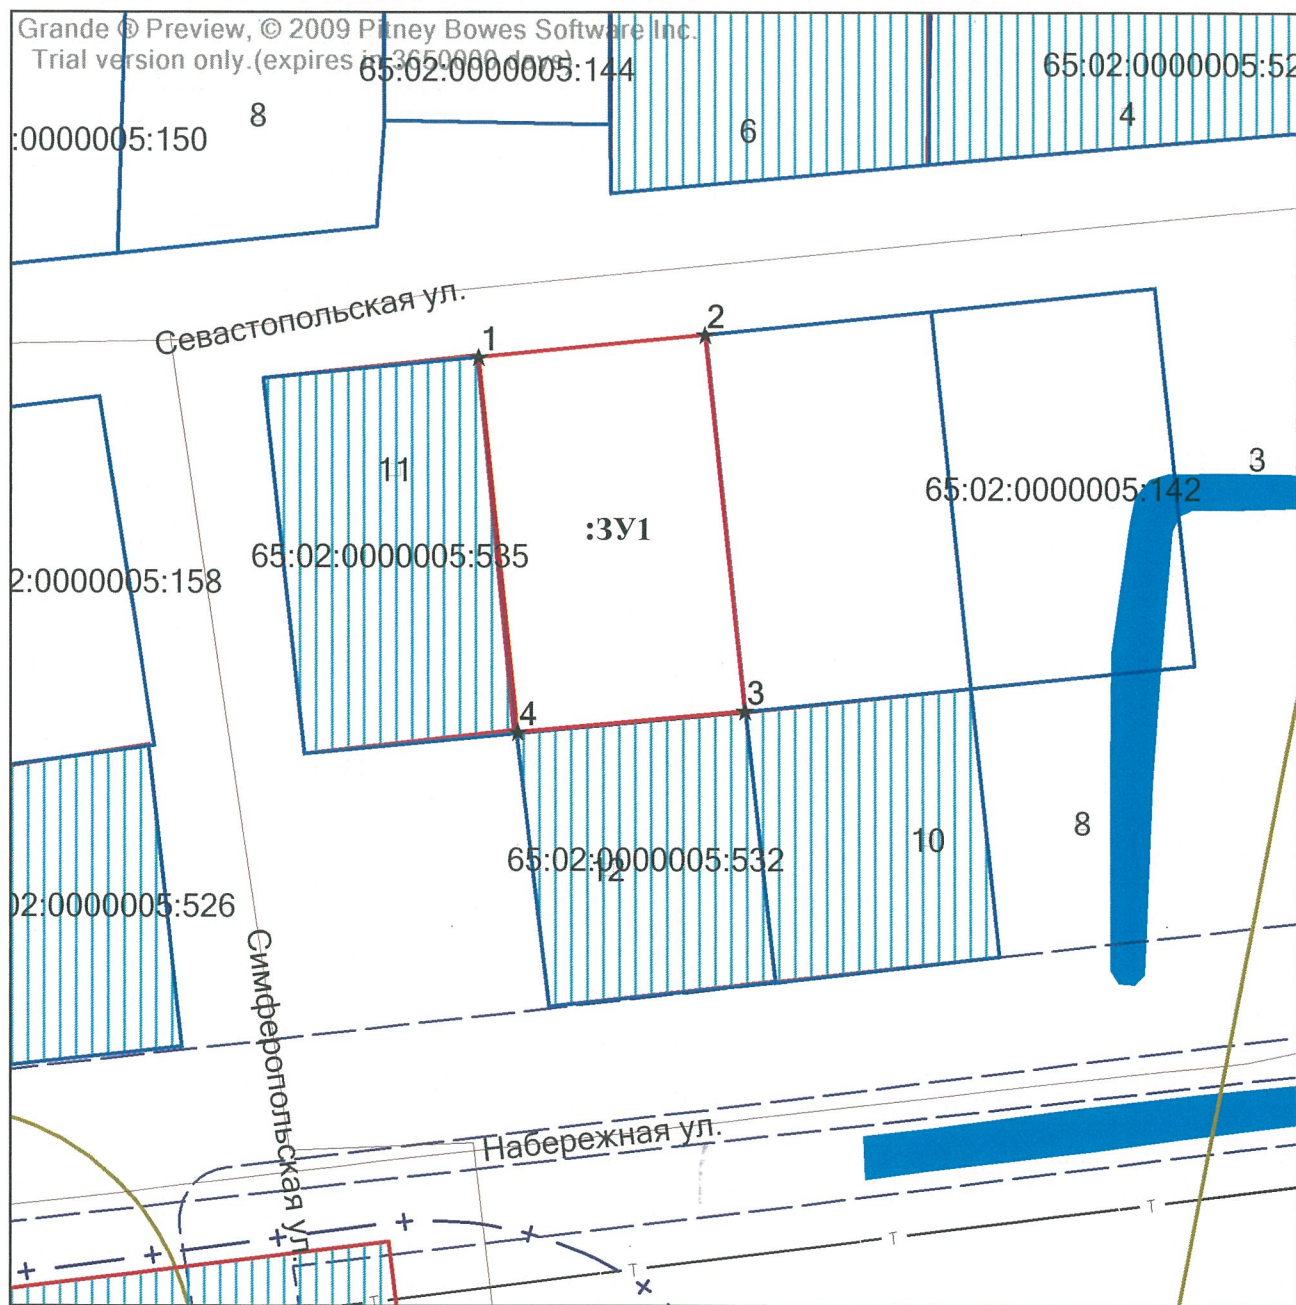 Grande ® Preview, © 2009 Pitney Bowes Software Inc.
Trial version only.(expires in 3650000 days)
65:02:0000005:144
65:02:0000005:52
8
6
4
:0000005:150
Севастопольская ул.
1
2
11
3
65:02:0000005:142
:ЗУ1
65:02:0000005:535
2:0000005:158
4
3
10
8
65:02:0000005:532
12
02:0000005:526
Симферопольская ул.
Набережная ул.
Т
Т
Т
Т